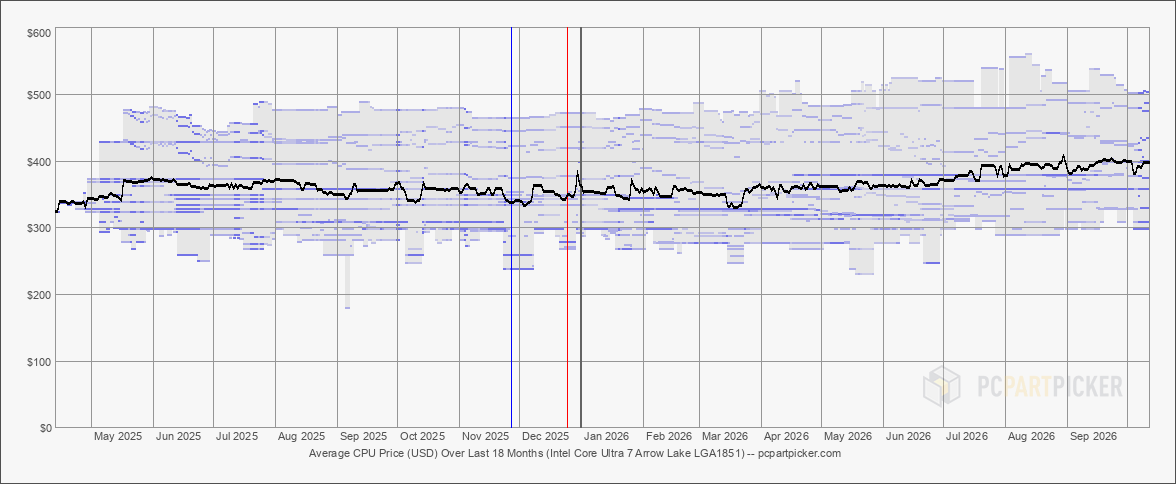 $600
$500
$400
$300
$200
$100
$0
PCPARTPICKER
May 2025 Jun 2025 Jul 2025 Aug 2025 Sep 2025 Oct 2025 Nov 2025 Dec 2025 Jan 2026 Feb 2026 Mar 2026 Apr 2026 May 2026 Jun 2026 Jul 2026 Aug 2026 Sep 2026
Average CPU Price (USD) Over Last 18 Months (Intel Core Ultra 7 Arrow Lake LGA1851) -- pcpartpicker.com